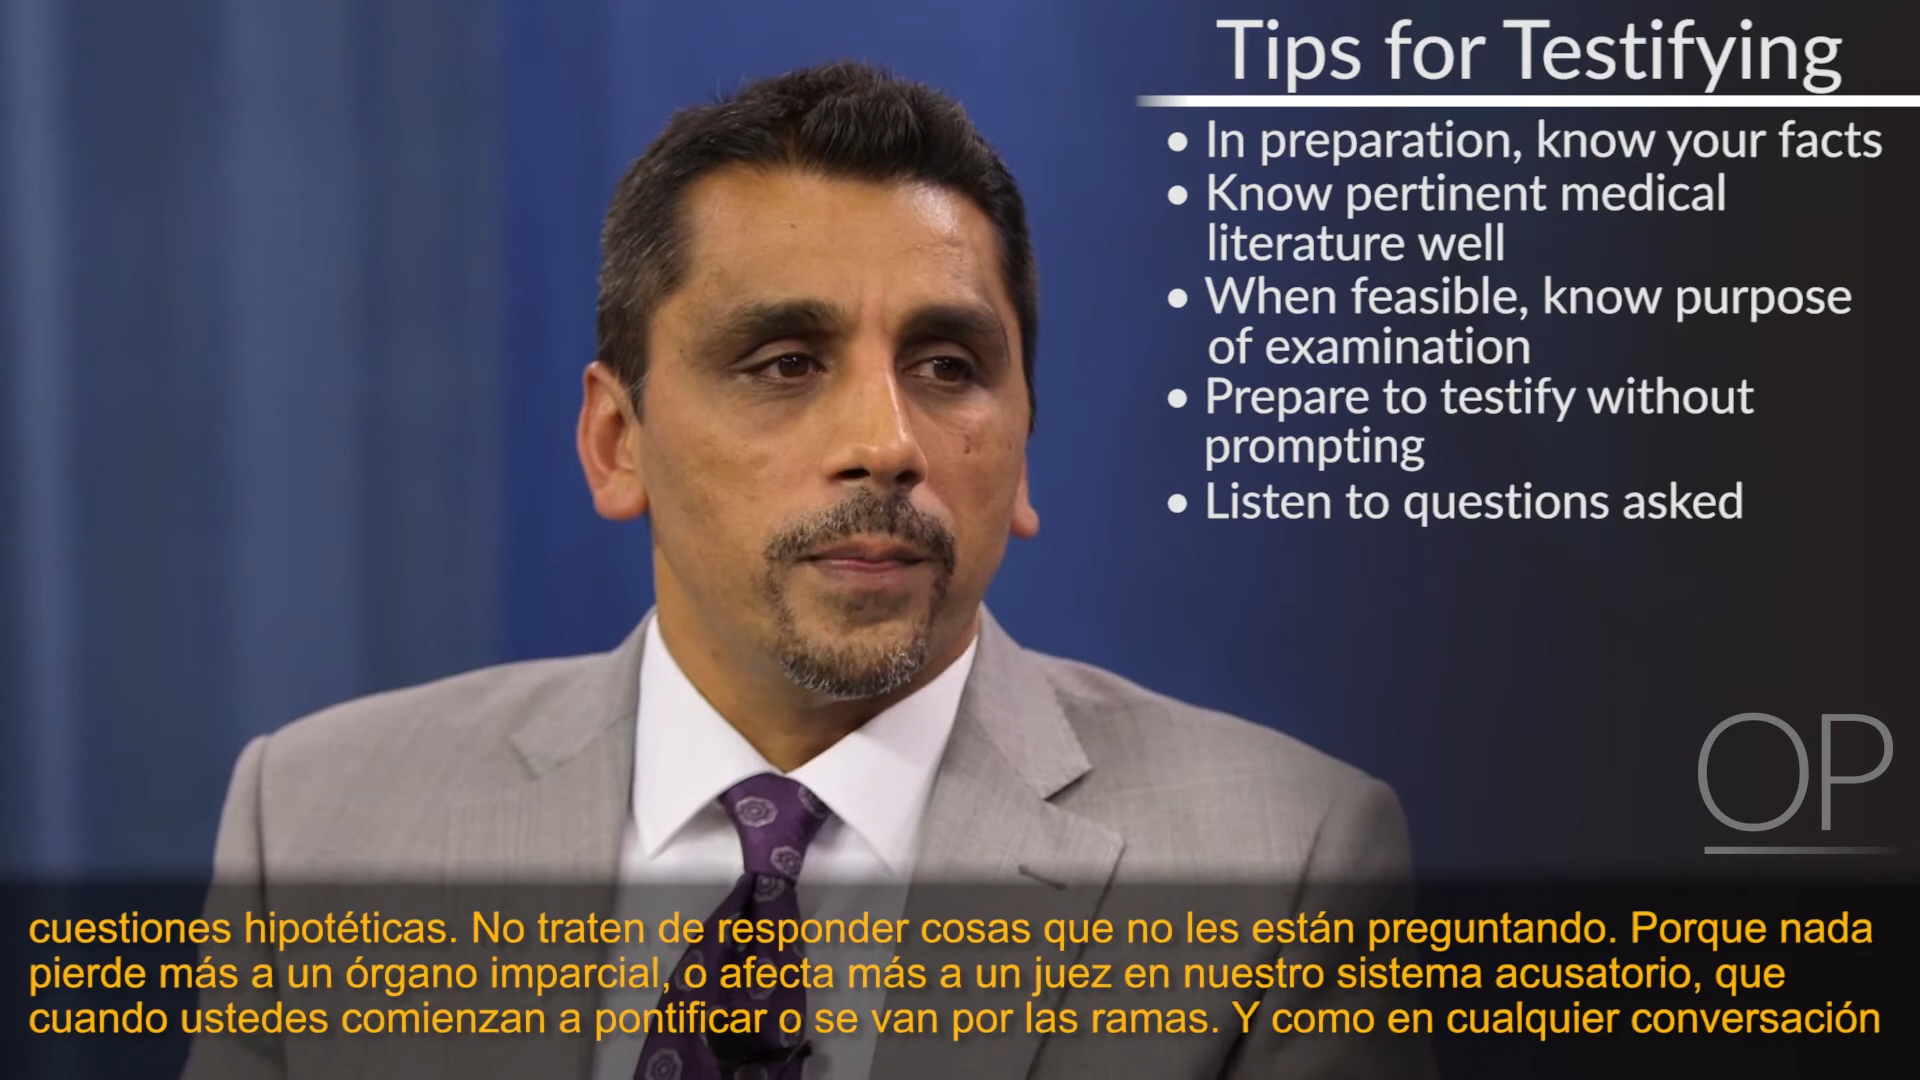 Tips for Testifying
• In preparation, know your facts
• Know pertinent medical
literature well
• When feasible, know purpose
of examination
• Prepare to testify without
prompting
• Listen to questions asked
OP
cuestiones hipotéticas. No traten de responder cosas que no les están preguntando. Porque nada
pierde más a un órgano imparcial, o afecta más a un juez en nuestro sistema acusatorio, que
cuando ustedes comienzan a pontificar o se van por las ramas. Y como en cualquier conversación